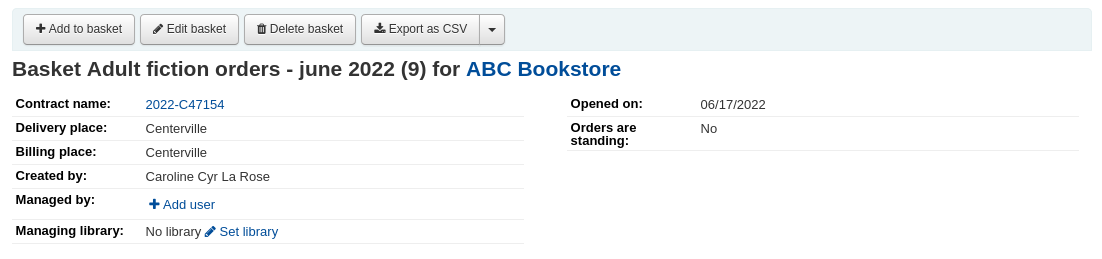 Add to basket Edit basket Delete basket Export as CSV
Basket Adult fiction orders - june 2022 (9) for ABC Bookstore
Contract name: 2022-C47154
Delivery place: Centerville
Billing place: Centerville
Created by: Caroline Cyr La Rose
Managed by: Add user
Managing library: No library Set library
Opened on: 06/17/2022
Orders are standing: No